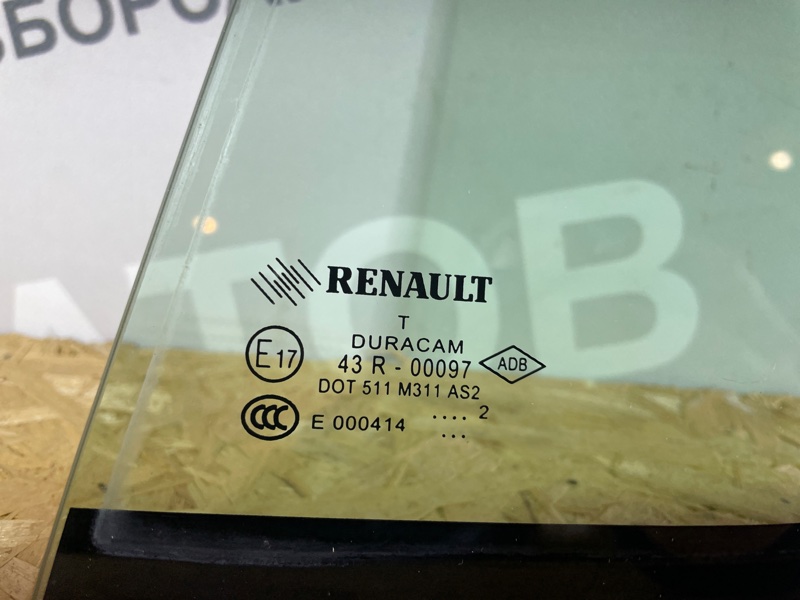 RENAULT
T
DURACAM
E17
43 R - 00097
ADB
DOT 511 M311 AS2
CCC
E 000414
.... 2
...